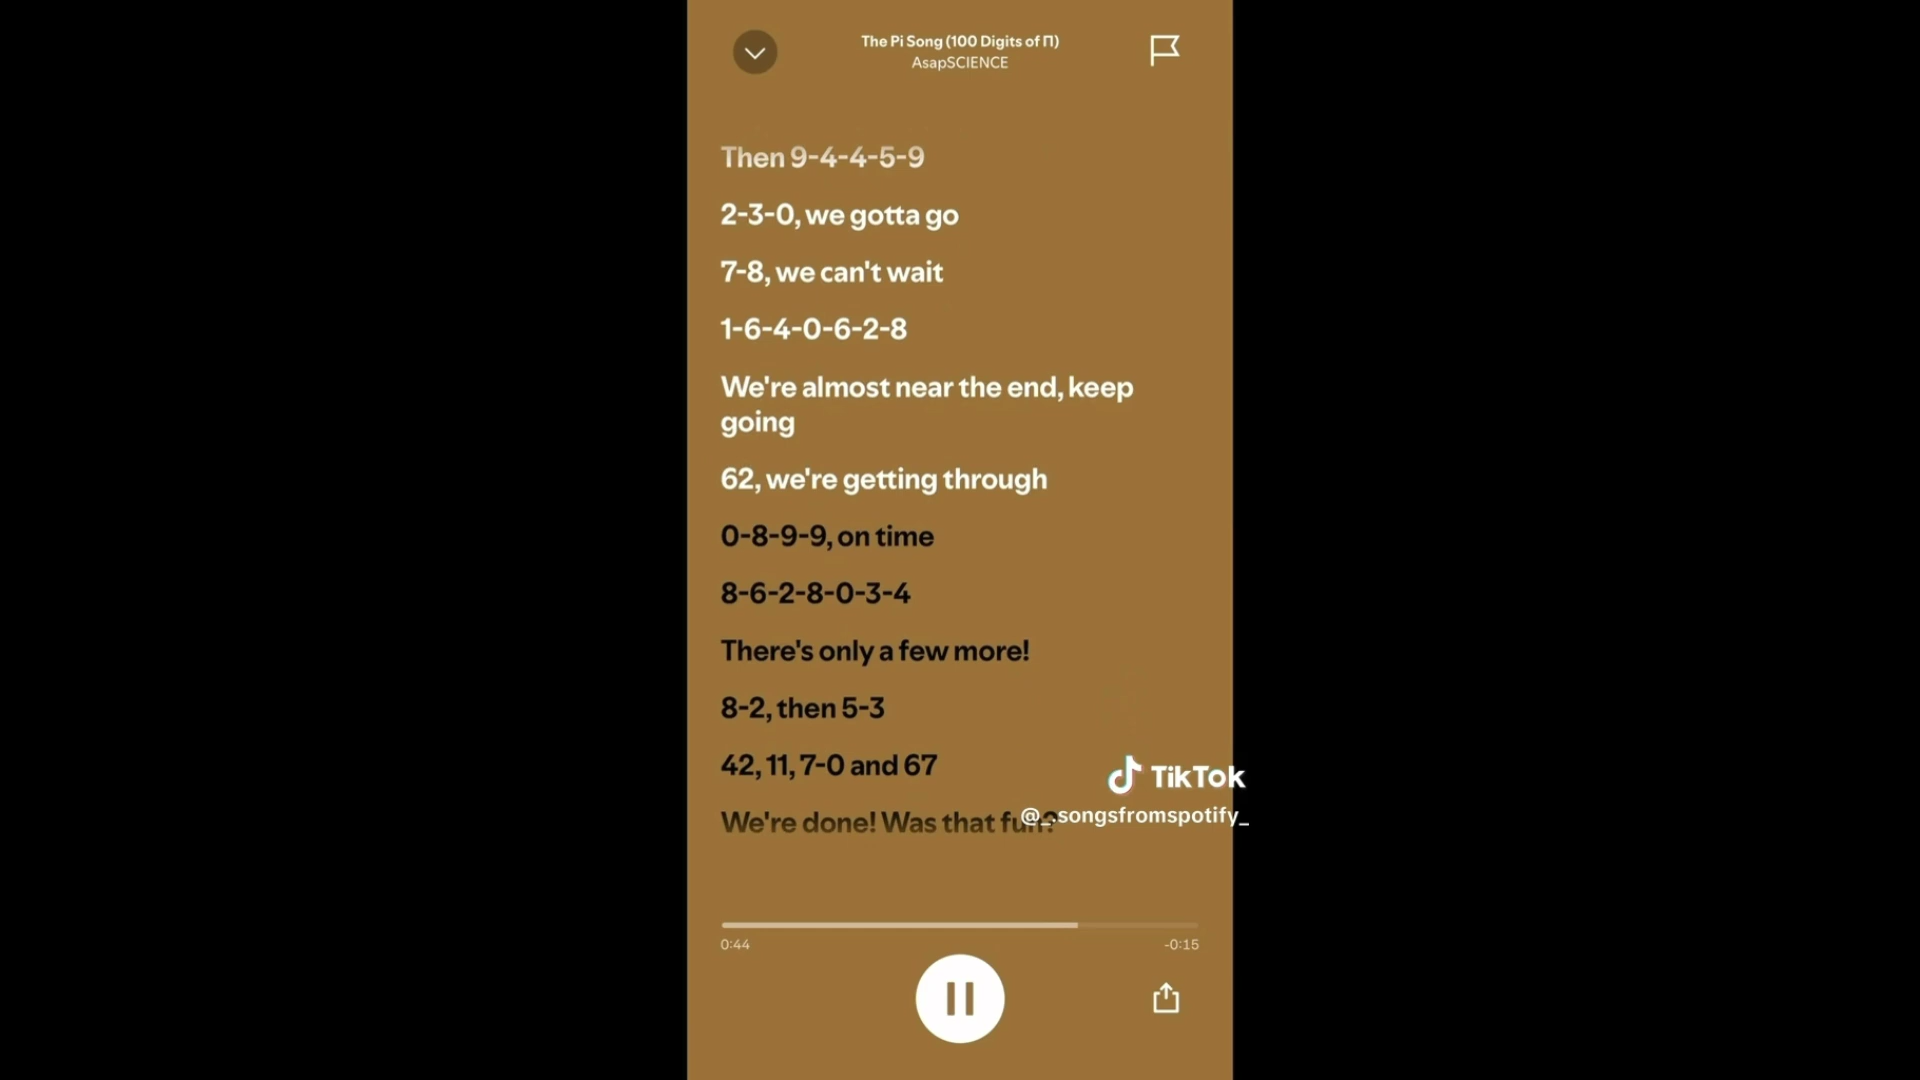 The Pi Song (100 Digits of Π)
AsapSCIENCE
Then 9-4-4-5-9
2-3-0, we gotta go
7-8, we can't wait
1-6-4-0-6-2-8
We're almost near the end, keep
going
62, we're getting through
0-8-9-9, on time
8-6-2-8-0-3-4
There's only a few more!
8-2, then 5-3
42, 11, 7-0 and 67
We're done! Was that fun?
TikTok
@_.songsfromspotify_
0:44
-0:15